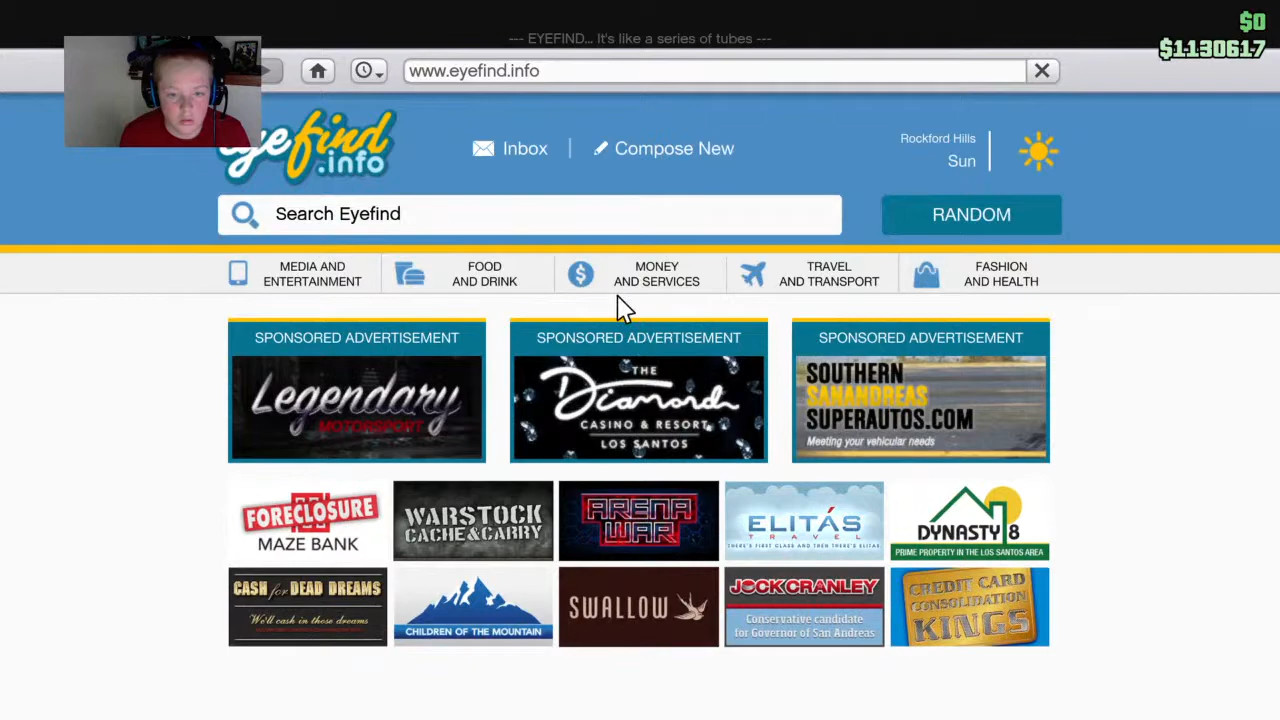 $0
$1130617
--- EYEFIND... It's like a series of tubes ---
www.eyefind.info
eyefind
.info
Inbox
Compose New
Rockford Hills
Sun
Search Eyefind
RANDOM
MEDIA AND
ENTERTAINMENT
FOOD
AND DRINK
MONEY
AND SERVICES
TRAVEL
AND TRANSPORT
FASHION
AND HEALTH
SPONSORED ADVERTISEMENT
SPONSORED ADVERTISEMENT
SPONSORED ADVERTISEMENT
Legendary
MOTORSPORT
THE
Diamond
CASINO & RESORT
LOS SANTOS
SOUTHERN
SANANDREAS
SUPERAUTOS.COM
Meeting your vehicular needs
FORECLOSURE
MAZE BANK
WARSTOCK
CACHE & CARRY
ARENA
WAR
ELITÁS
TRAVEL
THERE'S FIRST CLASS AND THEN THERE'S ELITÁS
DYNASTY 8
PRIME PROPERTY IN THE LOS SANTOS AREA
CASH for DEAD DREAMS
We'll cash in those dreams
CHILDREN OF THE MOUNTAIN
SWALLOW
JOCK CRANLEY
Conservative candidate
for Governor of San Andreas
CREDIT CARD
CONSOLIDATION
KINGS